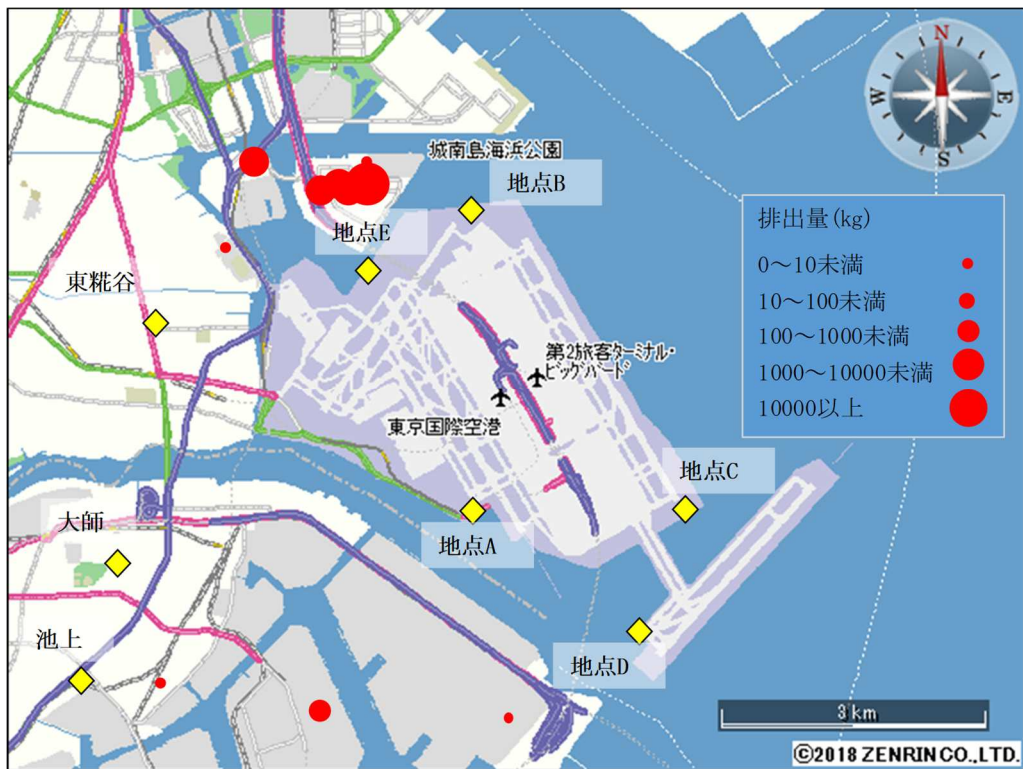 N
W
E
S
城南島海浜公園
地点B
地点E
排出量(kg)
0～10未満
10～100未満
100～1000未満
1000～10000未満
10000以上
東糀谷
第2旅客ターミナル・
ビッグバード
東京国際空港
地点C
地点A
大師
池上
地点D
3 km
©2018 ZENRIN CO., LTD.